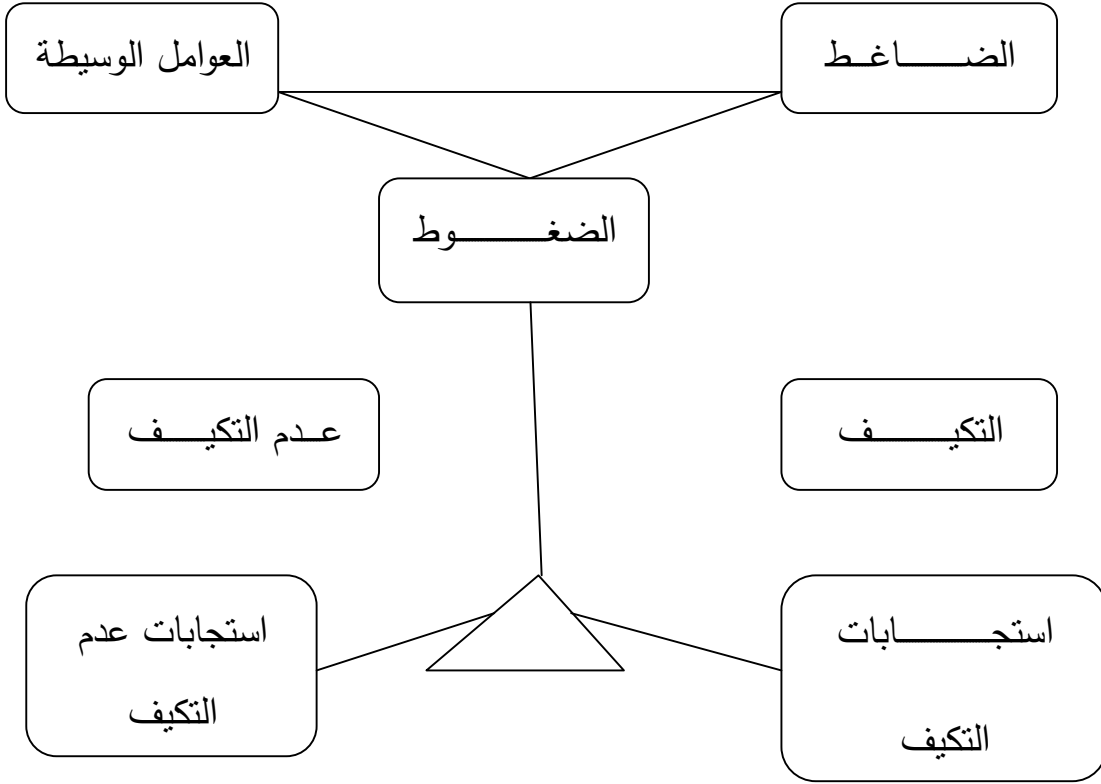 الضاغط
العوامل الوسيطة
الضغوط
التكيف
عدم التكيف
استجابات
التكيف
استجابات عدم
التكيف